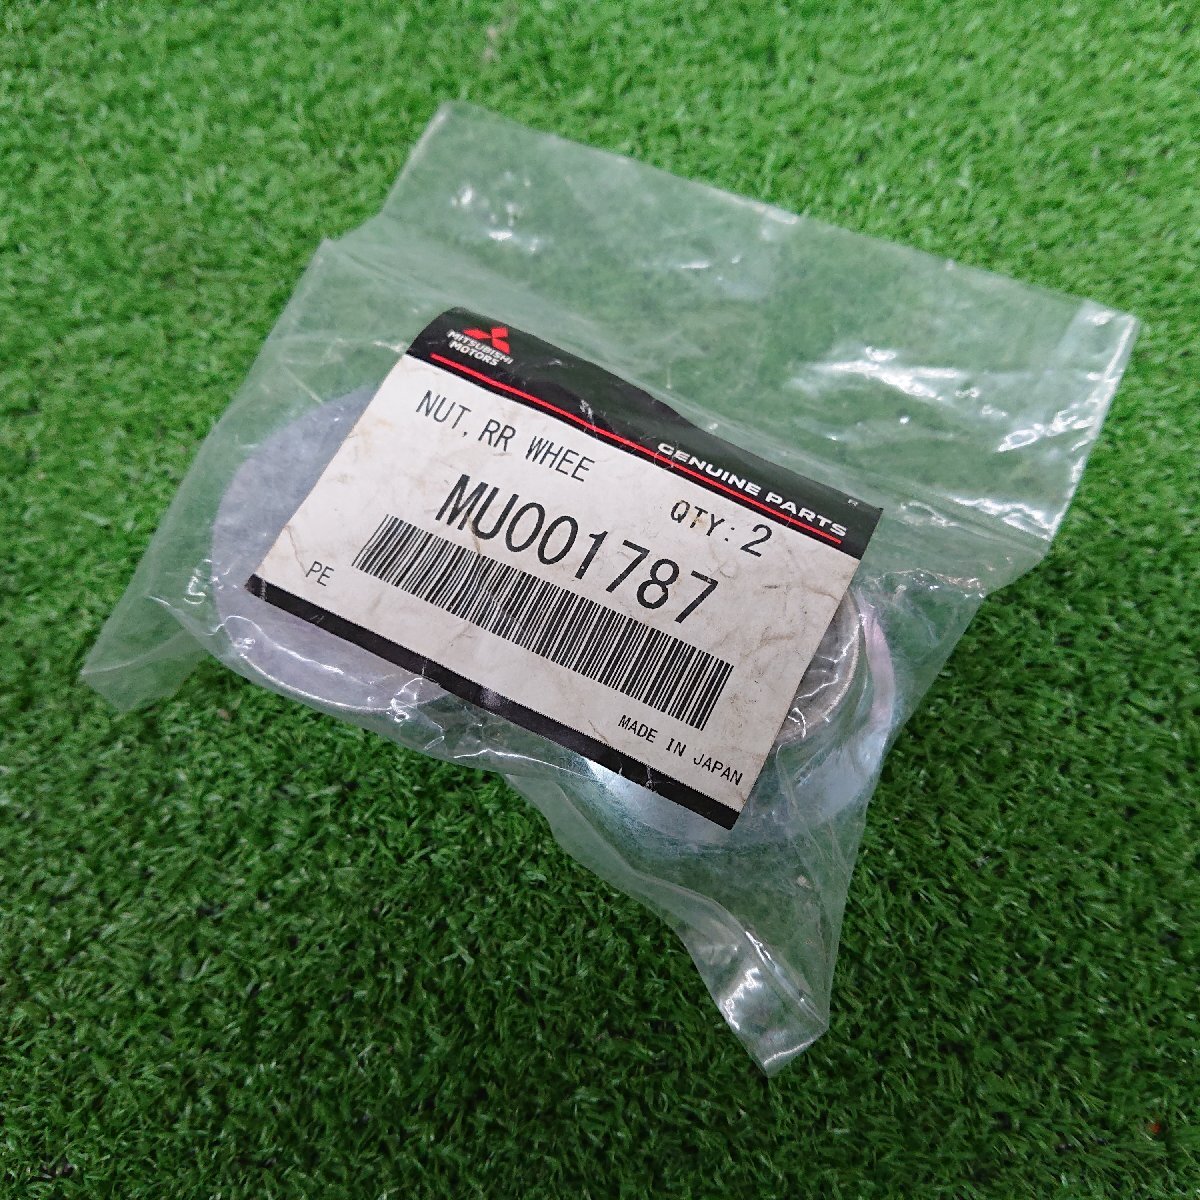 MITSUBISHI
MOTORS
GENUINE PARTS
R
NUT, RR WHEE
QTY: 2
MU001787
PE
MADE IN JAPAN